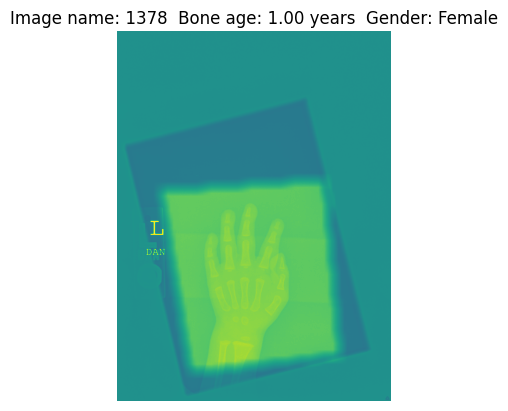 Image name: 1378  Bone age: 1.00 years  Gender: Female
L
DAN